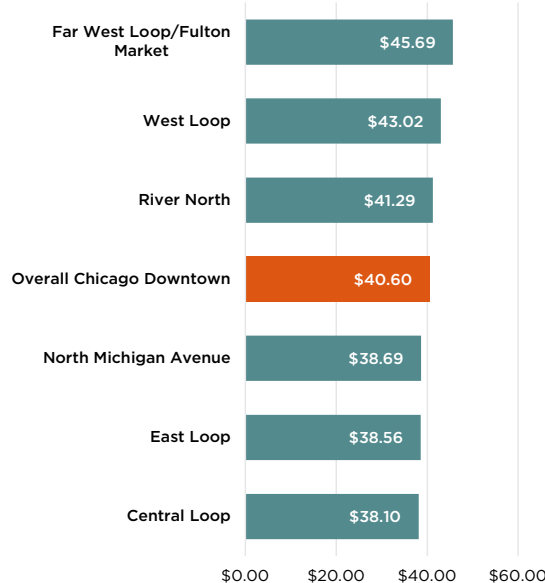 Far West Loop/Fulton
Market
$45.69
West Loop
$43.02
River North
$41.29
Overall Chicago Downtown
$40.60
North Michigan Avenue
$38.69
East Loop
$38.56
Central Loop
$38.10
$0.00 $20.00 $40.00 $60.00